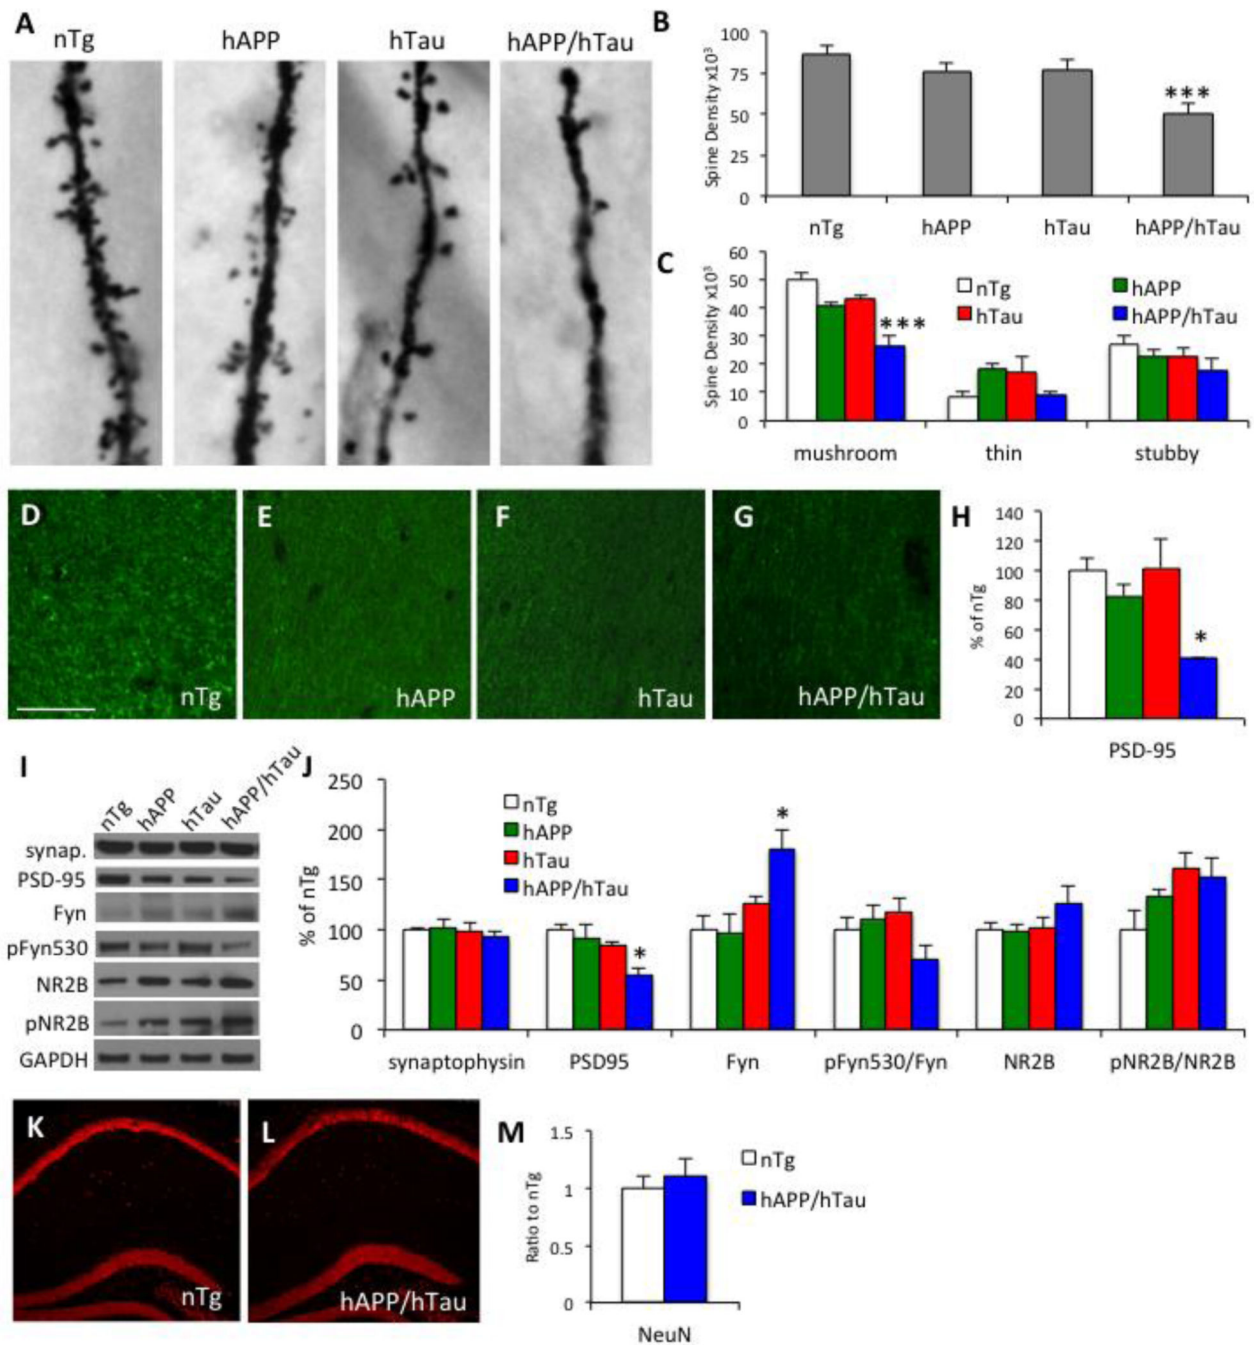 A
nTg hAPP hTau hAPP/hTau
B
Spine Density x10³
100
75
50
25
0
***
nTg hAPP hTau hAPP/hTau
C
Spine Density x10³
60
50
40
30
20
10
0
***
nTg hAPP
hTau hAPP/hTau
mushroom thin stubby
D
nTg
E
hAPP
F
hTau
G
hAPP/hTau
H
% of nTg
140
120
100
80
60
40
20
0
*
PSD-95
I
nTg hAPP hTau hAPP/hTau
synap.
PSD-95
Fyn
pFyn530
NR2B
pNR2B
GAPDH
J
% of nTg
250
200
150
100
50
0
nTg
hAPP
hTau
hAPP/hTau
*
*
synaptophysin PSD95 Fyn pFyn530/Fyn NR2B pNR2B/NR2B
K
nTg
L
hAPP/hTau
M
Ratio to nTg
1.5
1
0.5
0
nTg
hAPP/hTau
NeuN